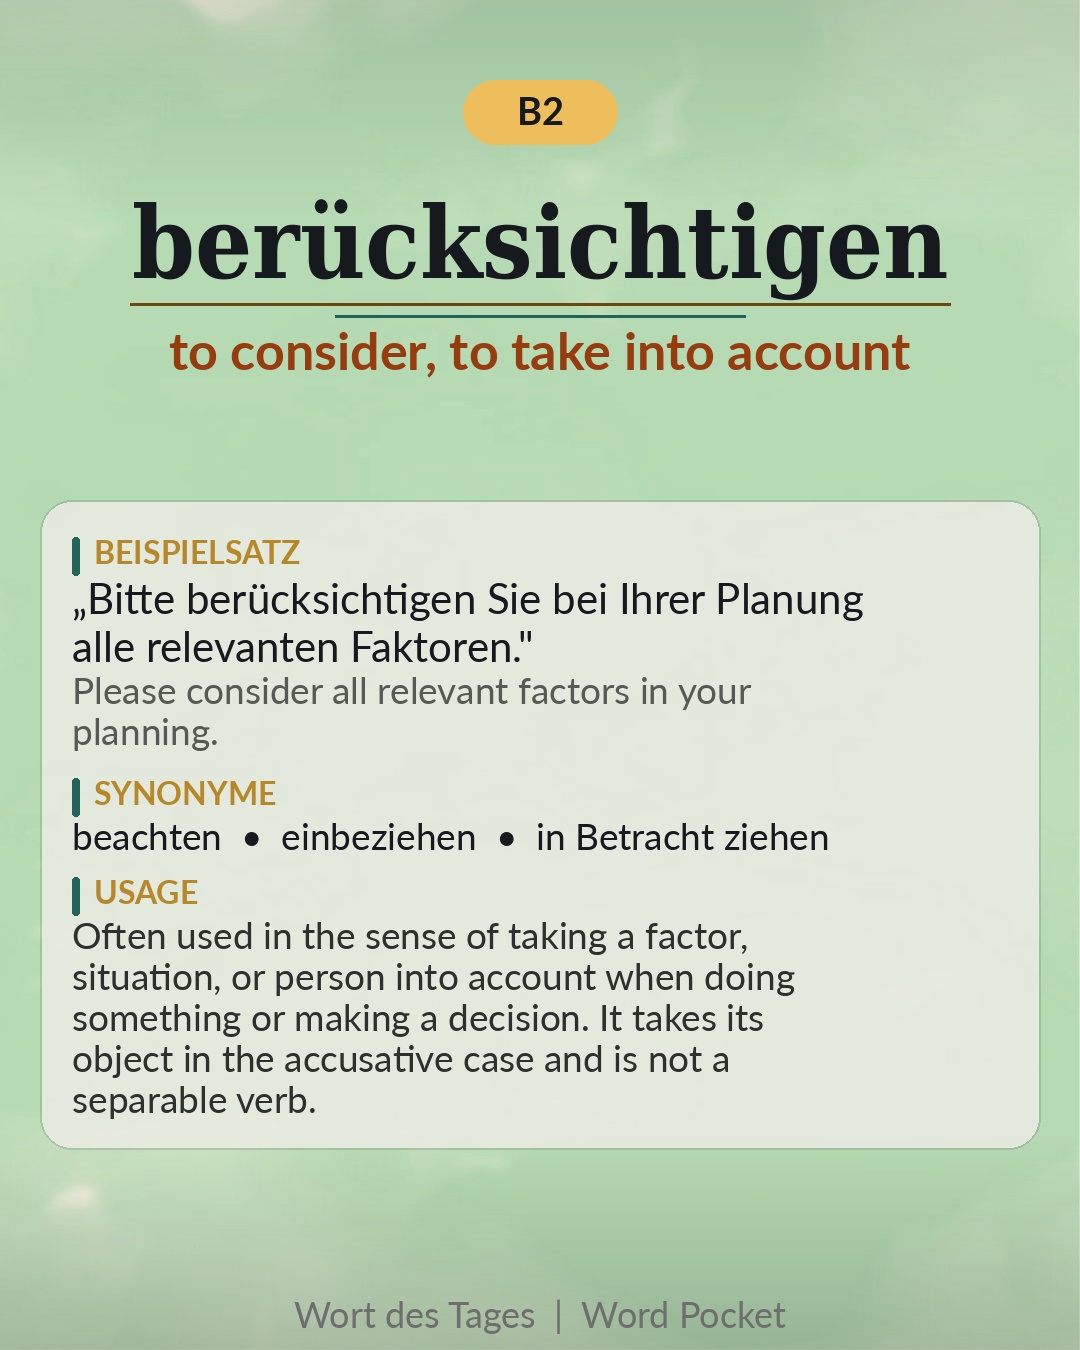 B2
berücksichtigen
to consider, to take into account
BEISPIELSATZ
„Bitte berücksichtigen Sie bei Ihrer Planung
alle relevanten Faktoren."
Please consider all relevant factors in your
planning.
SYNONYME
beachten • einbeziehen • in Betracht ziehen
USAGE
Often used in the sense of taking a factor,
situation, or person into account when doing
something or making a decision. It takes its
object in the accusative case and is not a
separable verb.
Wort des Tages | Word Pocket